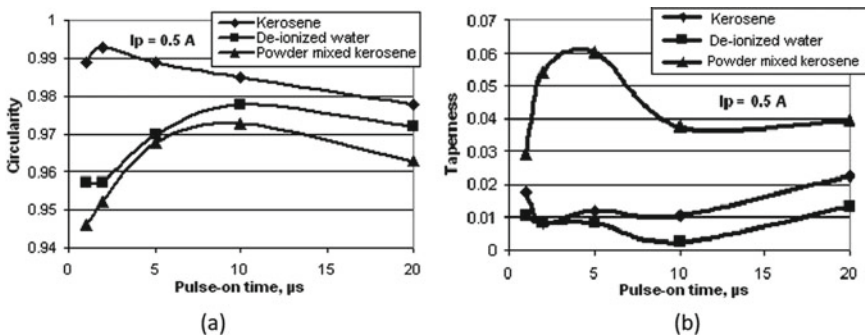 1
0.99
0.98
0.97
0.96
0.95
0.94
Circularity
Ip = 0.5 A
Kerosene
De-ionized water
Powder mixed kerosene
0
5
10
15
20
Pulse-on time, µs
(a)
0.07
0.06
0.05
0.04
0.03
0.02
0.01
0
Taperness
Kerosene
De-ionized water
Powder mixed kerosene
Ip = 0.5 A
0
5
10
15
20
Pulse-on time, µs
(b)